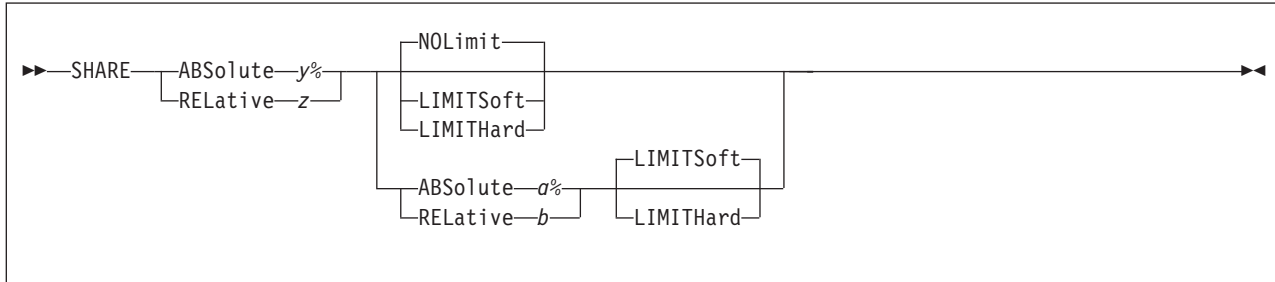 NOLimit
SHARE ABSolute y%
RELative z LIMITSoft
LIMITHard
LIMITSoft
ABSolute a%
RELative b LIMITHard